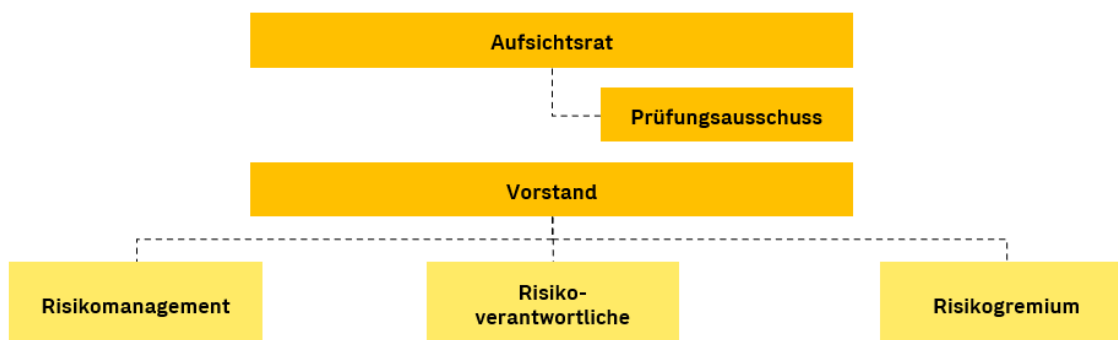 Aufsichtsrat
Prüfungsausschuss
Vorstand
Risikomanagement
Risiko-
verantwortliche
Risikogremium